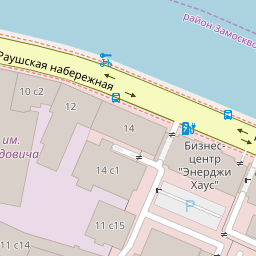 район Замоскво
Раушская набережная
10 с2
12
14
им.
довича
14 с1
Бизнес-
центр
"Энерджи
Хаус"
P
11 с15
11 с14
11